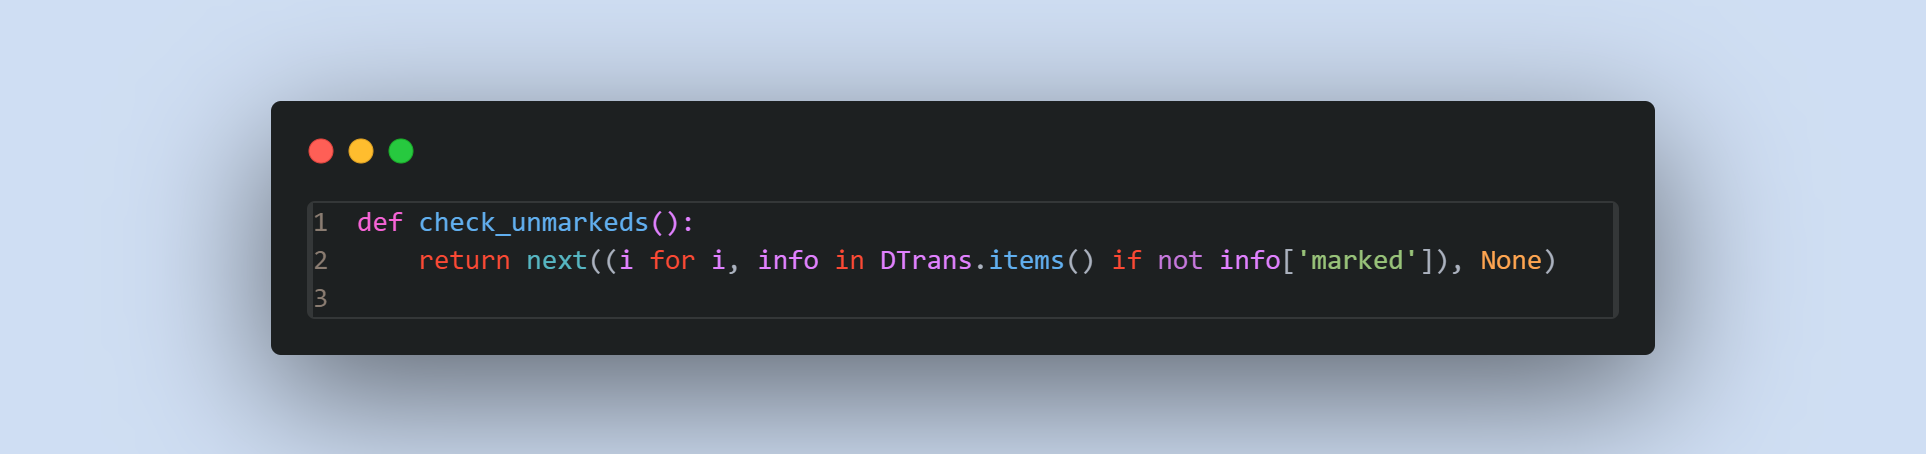 1 def check_unmarkeds():
2     return next((i for i, info in DTrans.items() if not info['marked']), None)
3